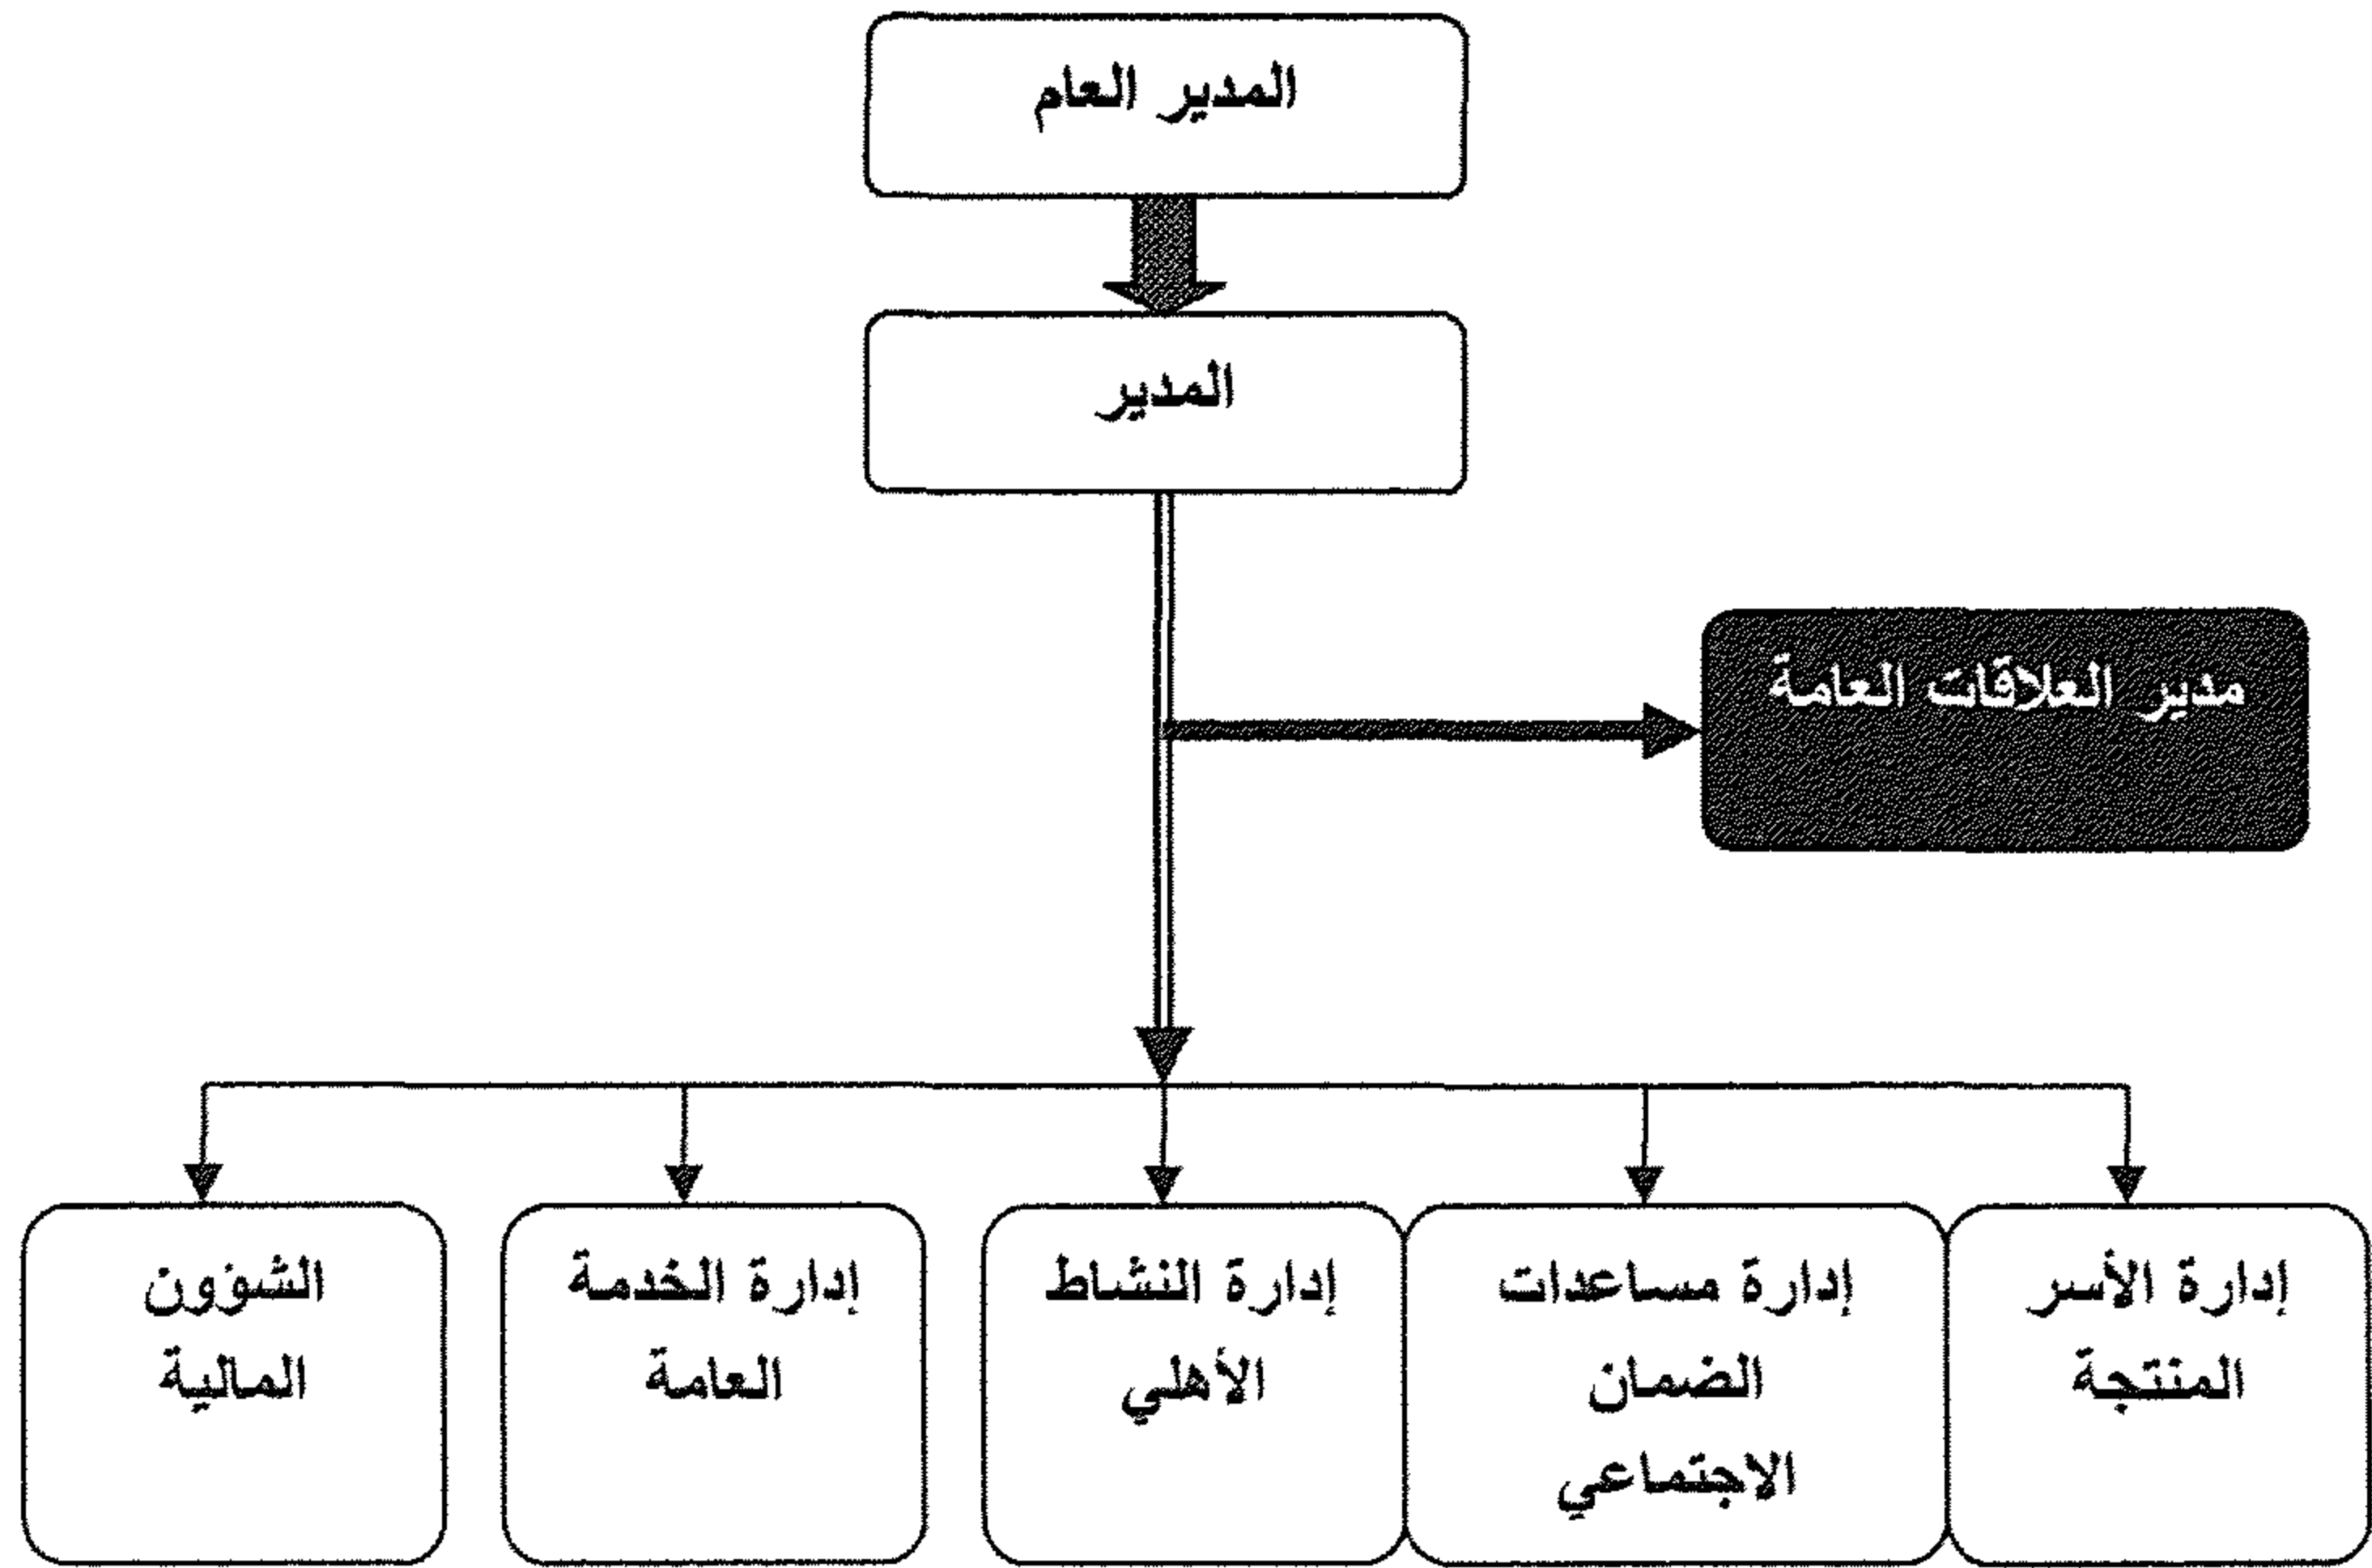 المدير العام
المدير
مدير العلاقات العامة
إدارة الأسر
المنتجة
إدارة مساعدات
الضمان
الاجتماعي
إدارة النشاط
الأهلي
إدارة الخدمة
العامة
الشؤون
المالية